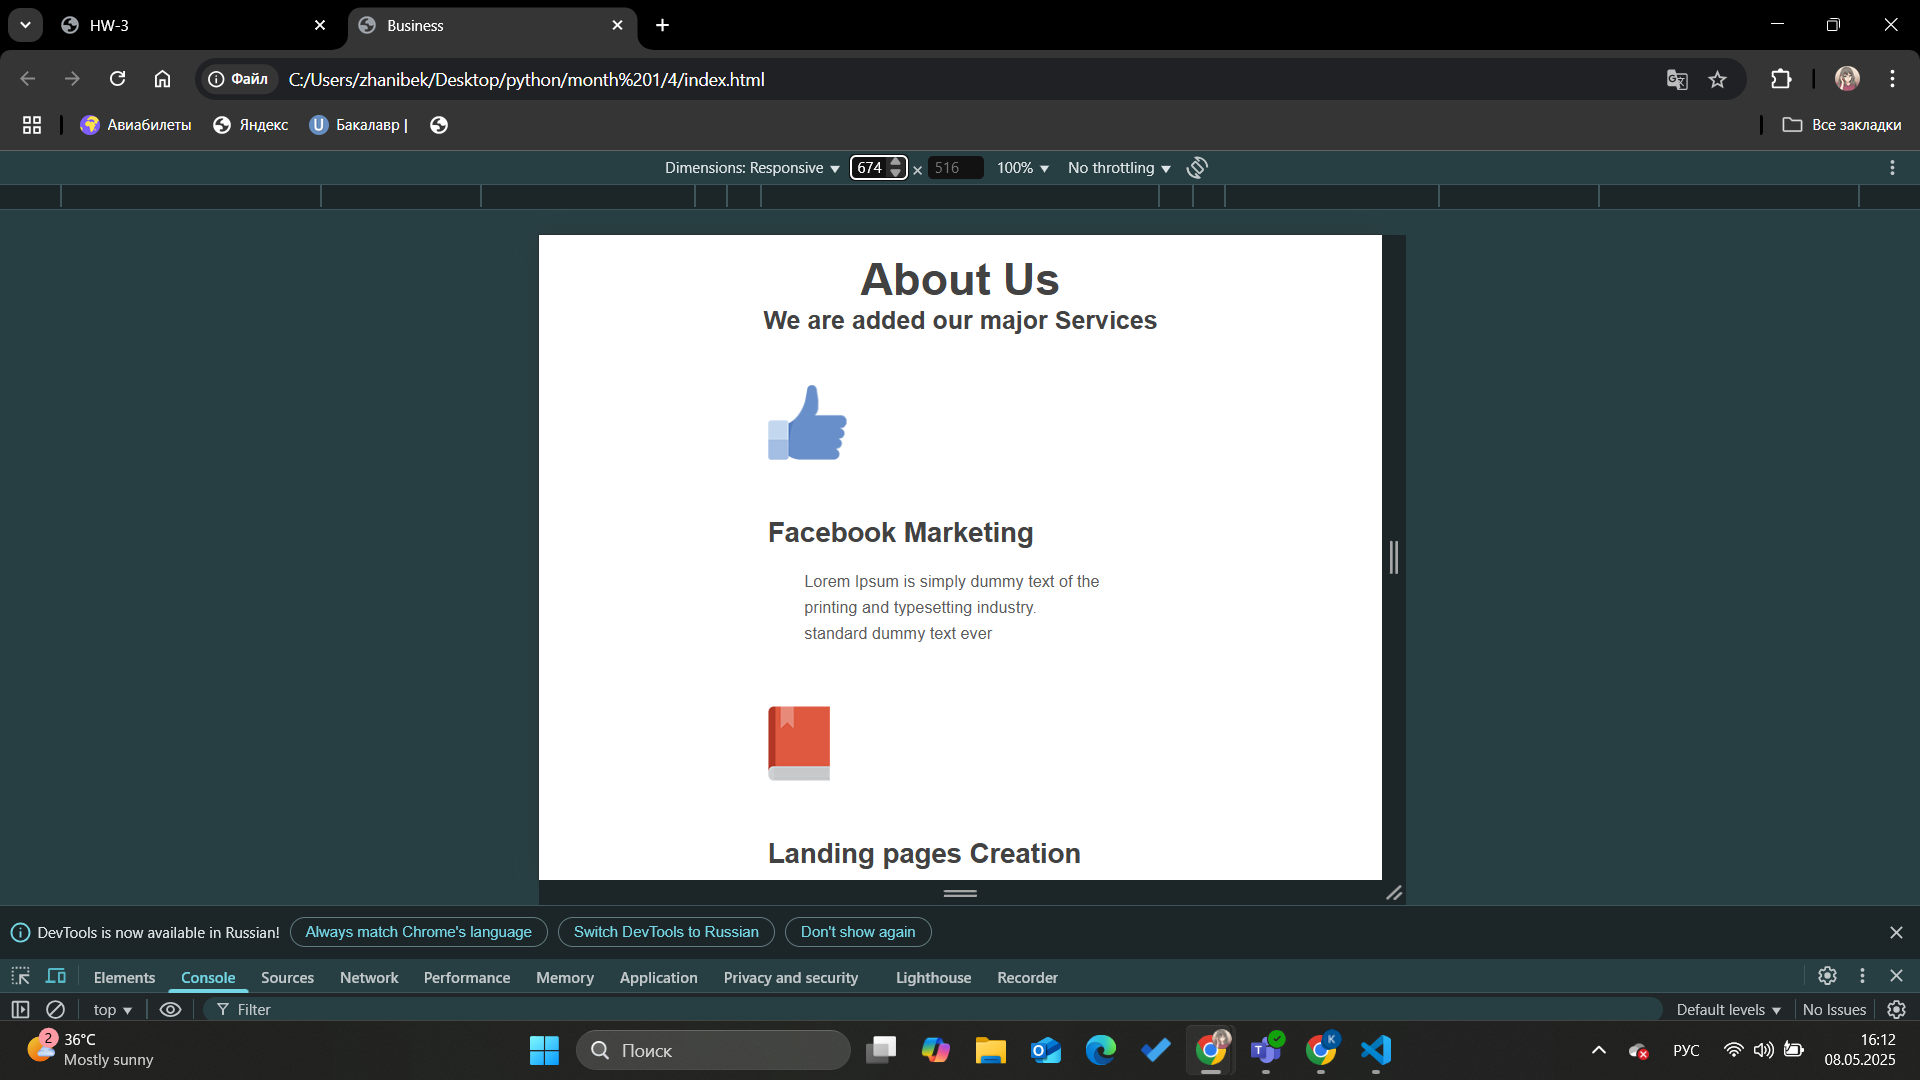 HW-3
Business
Файл
C:/Users/zhanibek/Desktop/python/month%201/4/index.html
Авиабилеты
Яндекс
U
Бакалавр |
Все закладки
Dimensions: Responsive
674
×
516
100%
No throttling
About Us
We are added our major Services
Facebook Marketing
Lorem Ipsum is simply dummy text of the
printing and typesetting industry.
standard dummy text ever
Landing pages Creation
DevTools is now available in Russian!
Always match Chrome's language
Switch DevTools to Russian
Don't show again
Elements
Console
Sources
Network
Performance
Memory
Application
Privacy and security
Lighthouse
Recorder
top
Filter
Default levels
No Issues
2
36°C
Mostly sunny
Поиск
K
РУС
16:12
08.05.2025